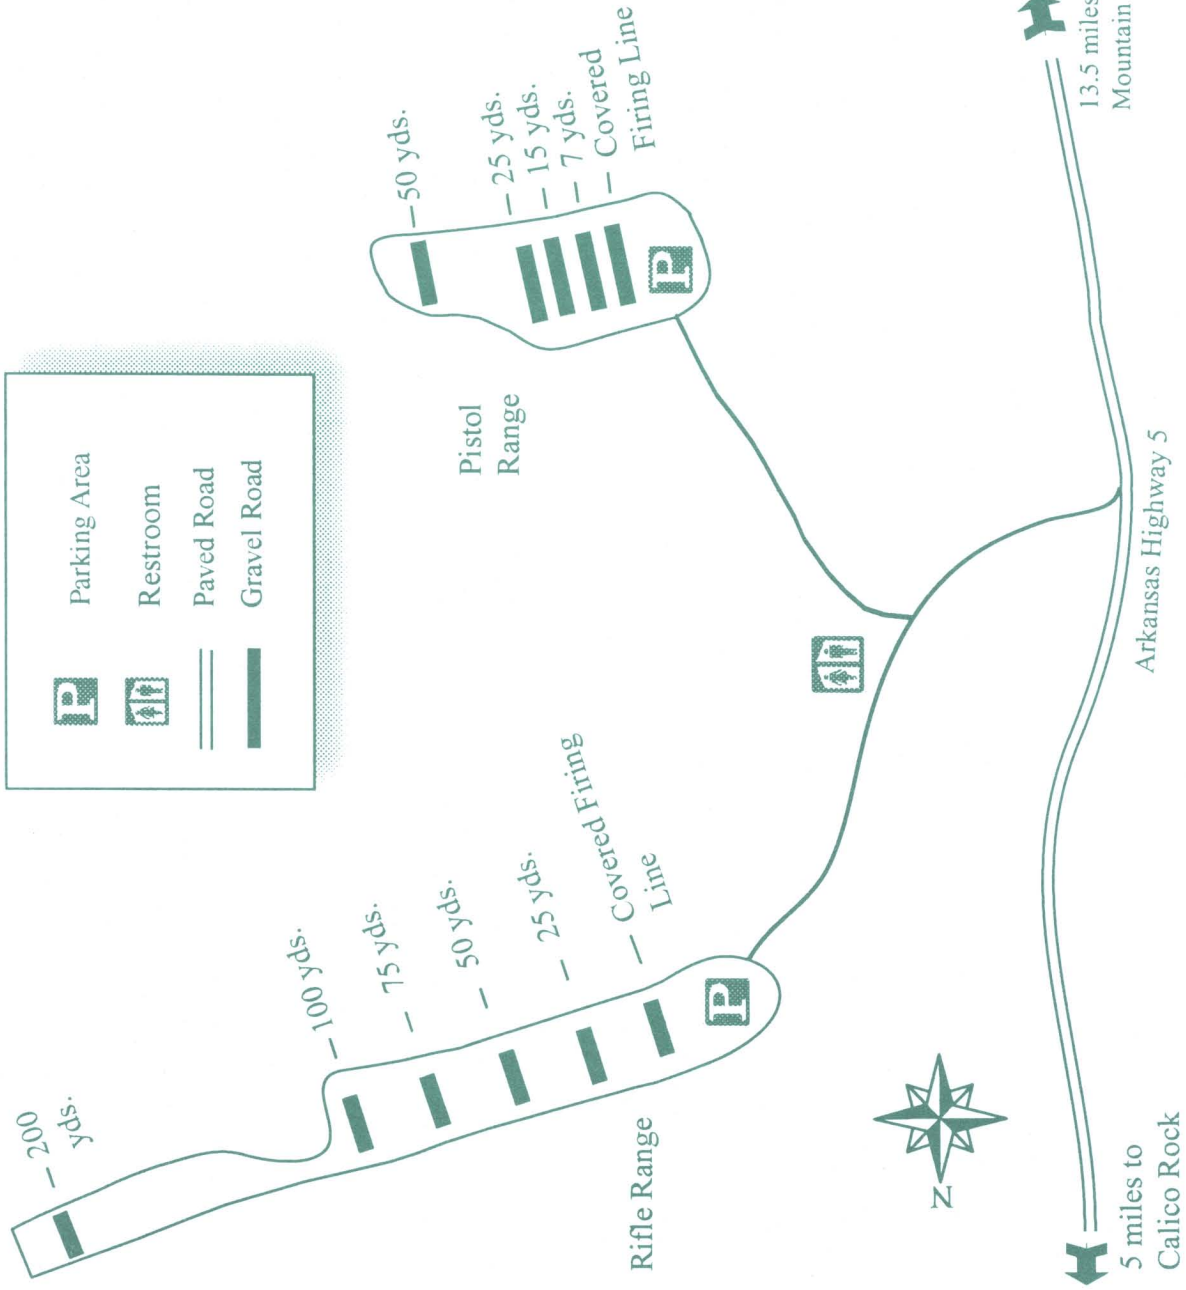 P Parking Area
Restroom
Paved Road
Gravel Road
200
yds.
100 yds.
75 yds.
50 yds.
25 yds.
Covered Firing
Line
P
Rifle Range
50 yds.
25 yds.
15 yds.
7 yds.
Covered
Firing Line
P
Pistol
Range
N
5 miles to
Calico Rock
Arkansas Highway 5
13.5 miles
Mountain